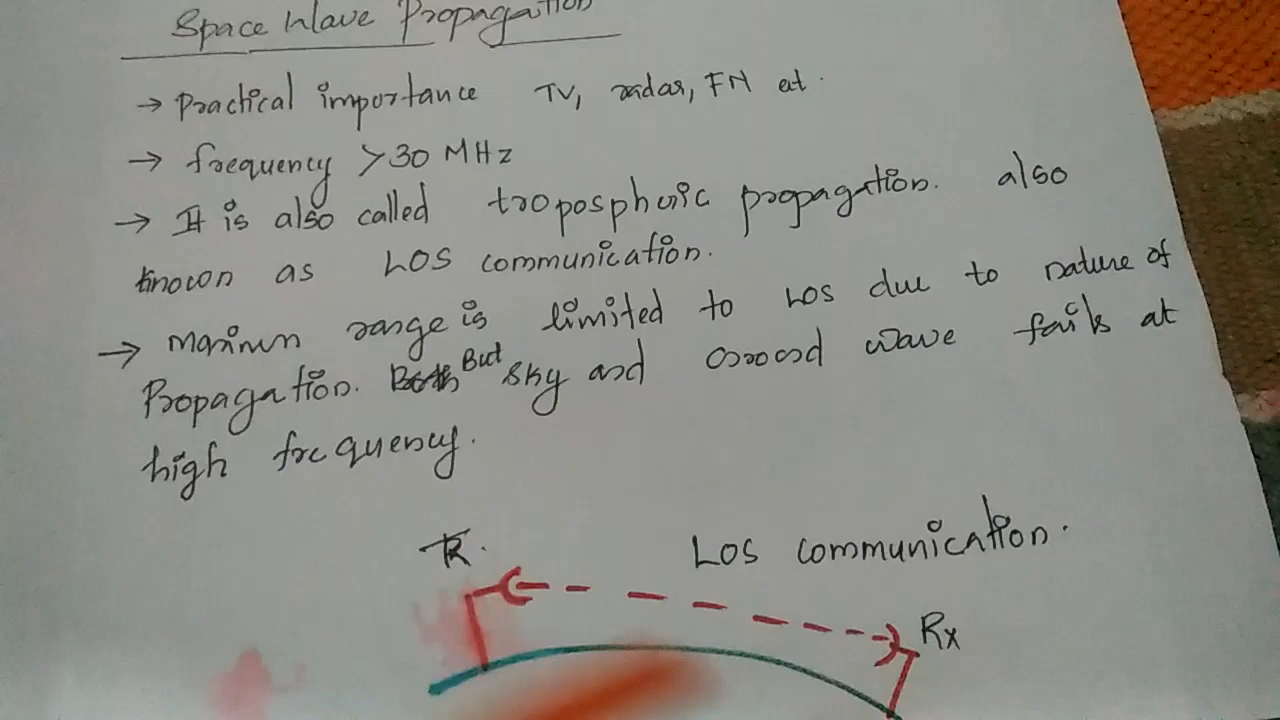 Space Wave Propagation
→ Practical importance TV, radar, FM et.
→ frequency >30 MHz
→ It is also called tropospheric propagation. also
known as LOS communication.
→ Maximum range is limited to LOS due to nature of
Propagation. But sky and Ground wave fails at
high frequency.
LOS communication.
Rx